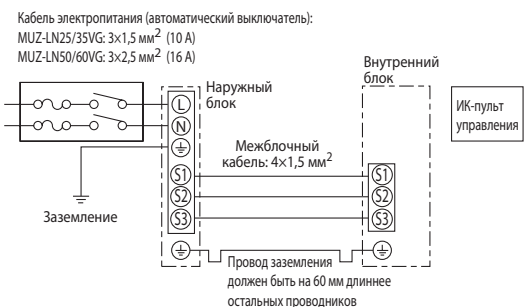 Кабель электропитания (автоматический выключатель):
MUZ-LN25/35VG: 3×1,5 мм² (10 А)
MUZ-LN50/60VG: 3×2,5 мм² (16 А)
Наружный
блок
Внутренний
блок
ИК-пульт
управления
L
N
Межблочный
кабель: 4×1,5 мм²
S1
S2
S3
S1
S2
S3
Заземление
Провод заземления
должен быть на 60 мм длиннее
остальных проводников